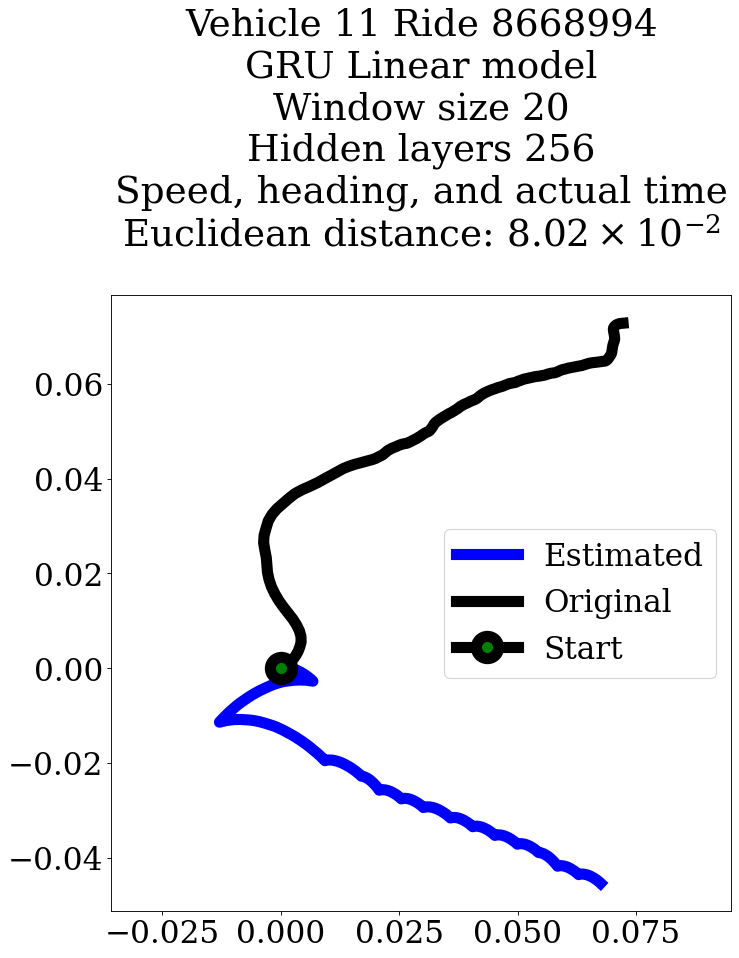 Vehicle 11 Ride 8668994
GRU Linear model
Window size 20
Hidden layers 256
Speed, heading, and actual time
Euclidean distance: 8.02 × 10⁻²
0.06
0.04
0.02
0.00
−0.02
−0.04
Estimated
Original
Start
−0.025 0.000 0.025 0.050 0.075